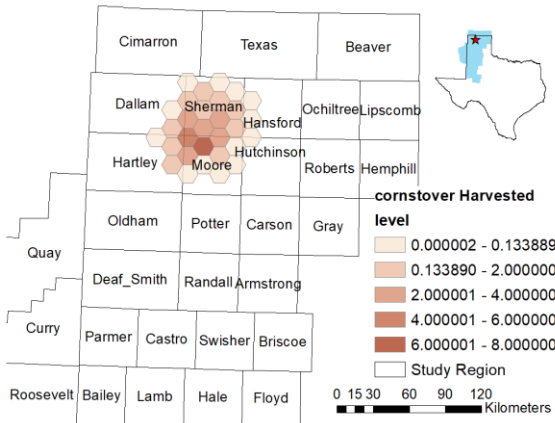 Cimarron Texas Beaver
Dallam Sherman Hansford Ochiltree Lipscomb
Hartley Moore Hutchinson Roberts Hemphill
Oldham Potter Carson Gray
Quay
Deaf_Smith Randall Armstrong
Curry Parmer Castro Swisher Briscoe
Roosevelt Bailey Lamb Hale Floyd
cornstover Harvested
level
0.000002 - 0.133889
0.133890 - 2.000000
2.000001 - 4.000000
4.000001 - 6.000000
6.000001 - 8.000000
Study Region
0 15 30 60 90 120
Kilometers